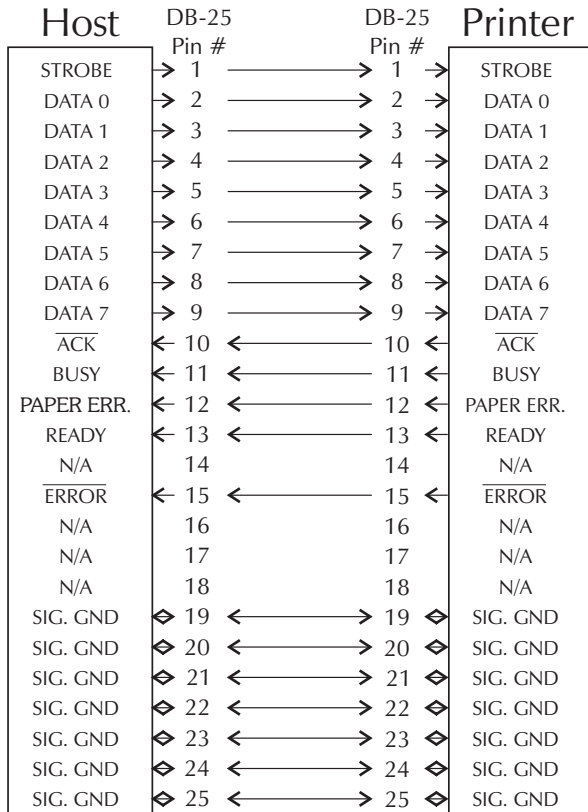 Host DB-25 Pin # DB-25 Pin # Printer
STROBE 1 1 STROBE
DATA 0 2 2 DATA 0
DATA 1 3 3 DATA 1
DATA 2 4 4 DATA 2
DATA 3 5 5 DATA 3
DATA 4 6 6 DATA 4
DATA 5 7 7 DATA 5
DATA 6 8 8 DATA 6
DATA 7 9 9 DATA 7
ACK 10 10 ACK
BUSY 11 11 BUSY
PAPER ERR. 12 12 PAPER ERR.
READY 13 13 READY
N/A 14 14 N/A
ERROR 15 15 ERROR
N/A 16 16 N/A
N/A 17 17 N/A
N/A 18 18 N/A
SIG. GND 19 19 SIG. GND
SIG. GND 20 20 SIG. GND
SIG. GND 21 21 SIG. GND
SIG. GND 22 22 SIG. GND
SIG. GND 23 23 SIG. GND
SIG. GND 24 24 SIG. GND
SIG. GND 25 25 SIG. GND